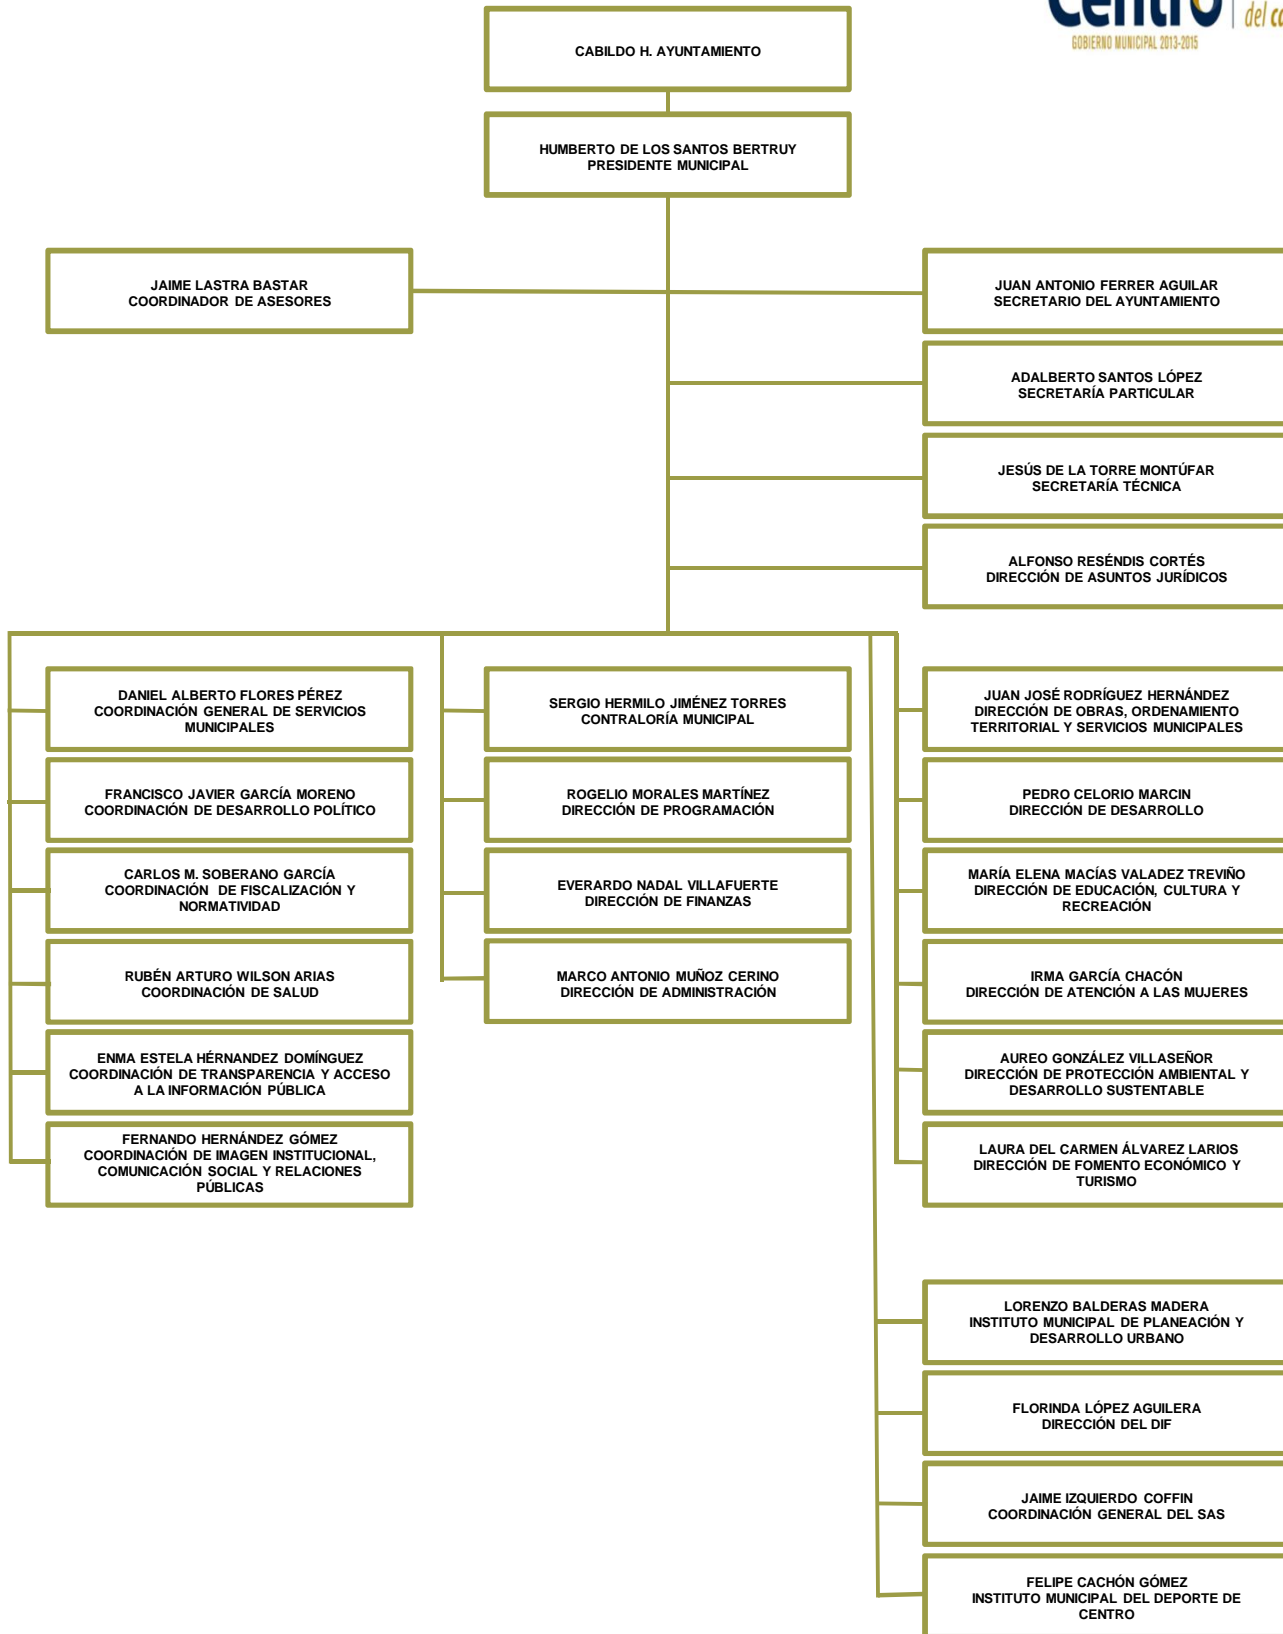 Centro
del
GOBIERNO MUNICIPAL 2013-2015
CABILDO H. AYUNTAMIENTO
HUMBERTO DE LOS SANTOS BERTRUY
PRESIDENTE MUNICIPAL
JAIME LASTRA BASTAR
COORDINADOR DE ASESORES
JUAN ANTONIO FERRER AGUILAR
SECRETARIO DEL AYUNTAMIENTO
ADALBERTO SANTOS LÓPEZ
SECRETARÍA PARTICULAR
JESÚS DE LA TORRE MONTÚFAR
SECRETARÍA TÉCNICA
ALFONSO RESÉNDIS CORTÉS
DIRECCIÓN DE ASUNTOS JURÍDICOS
DANIEL ALBERTO FLORES PÉREZ
COORDINACIÓN GENERAL DE SERVICIOS
MUNICIPALES
FRANCISCO JAVIER GARCÍA MORENO
COORDINACIÓN DE DESARROLLO POLÍTICO
CARLOS M. SOBERANO GARCÍA
COORDINACIÓN DE FISCALIZACIÓN Y
NORMATIVIDAD
RUBÉN ARTURO WILSON ARIAS
COORDINACIÓN DE SALUD
ENMA ESTELA HÉRNANDEZ DOMÍNGUEZ
COORDINACIÓN DE TRANSPARENCIA Y ACCESO
A LA INFORMACIÓN PÚBLICA
FERNANDO HERNÁNDEZ GÓMEZ
COORDINACIÓN DE IMAGEN INSTITUCIONAL,
COMUNICACIÓN SOCIAL Y RELACIONES
PÚBLICAS
SERGIO HERMILO JIMÉNEZ TORRES
CONTRALORÍA MUNICIPAL
ROGELIO MORALES MARTÍNEZ
DIRECCIÓN DE PROGRAMACIÓN
EVERARDO NADAL VILLAFUERTE
DIRECCIÓN DE FINANZAS
MARCO ANTONIO MUÑOZ CERINO
DIRECCIÓN DE ADMINISTRACIÓN
JUAN JOSÉ RODRÍGUEZ HERNÁNDEZ
DIRECCIÓN DE OBRAS, ORDENAMIENTO
TERRITORIAL Y SERVICIOS MUNICIPALES
PEDRO CELORIO MARCIN
DIRECCIÓN DE DESARROLLO
MARÍA ELENA MACÍAS VALADEZ TREVIÑO
DIRECCIÓN DE EDUCACIÓN, CULTURA Y
RECREACIÓN
IRMA GARCÍA CHACÓN
DIRECCIÓN DE ATENCIÓN A LAS MUJERES
AUREO GONZÁLEZ VILLASEÑOR
DIRECCIÓN DE PROTECCIÓN AMBIENTAL Y
DESARROLLO SUSTENTABLE
LAURA DEL CARMEN ÁLVAREZ LARIOS
DIRECCIÓN DE FOMENTO ECONÓMICO Y
TURISMO
LORENZO BALDERAS MADERA
INSTITUTO MUNICIPAL DE PLANEACIÓN Y
DESARROLLO URBANO
FLORINDA LÓPEZ AGUILERA
DIRECCIÓN DEL DIF
JAIME IZQUIERDO COFFIN
COORDINACIÓN GENERAL DEL SAS
FELIPE CACHÓN GÓMEZ
INSTITUTO MUNICIPAL DEL DEPORTE DE
CENTRO